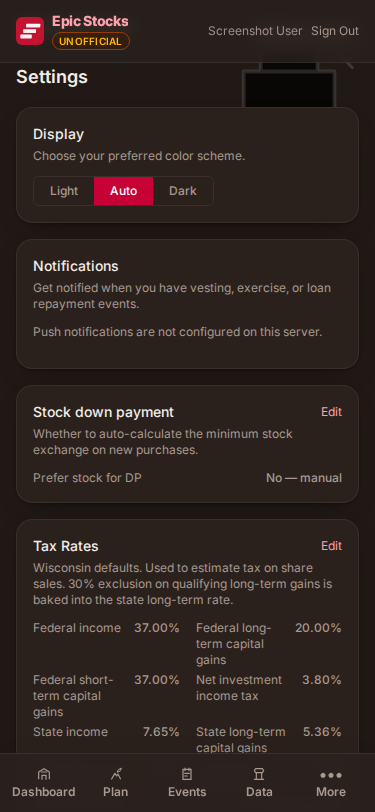 Epic Stocks
UNOFFICIAL
Screenshot User Sign Out
Settings
Display
Choose your preferred color scheme.
Light Auto Dark
Notifications
Get notified when you have vesting, exercise, or loan
repayment events.
Push notifications are not configured on this server.
Stock down payment Edit
Whether to auto-calculate the minimum stock
exchange on new purchases.
Prefer stock for DP No — manual
Tax Rates Edit
Wisconsin defaults. Used to estimate tax on share
sales. 30% exclusion on qualifying long-term gains is
baked into the state long-term rate.
Federal income 37.00%
Federal long-
term capital
gains
20.00%
Federal short-
term capital
gains
37.00%
Net investment
income tax
3.80%
State income 7.65%
State long-term
capital gains
5.36%
Dashboard Plan Events Data More